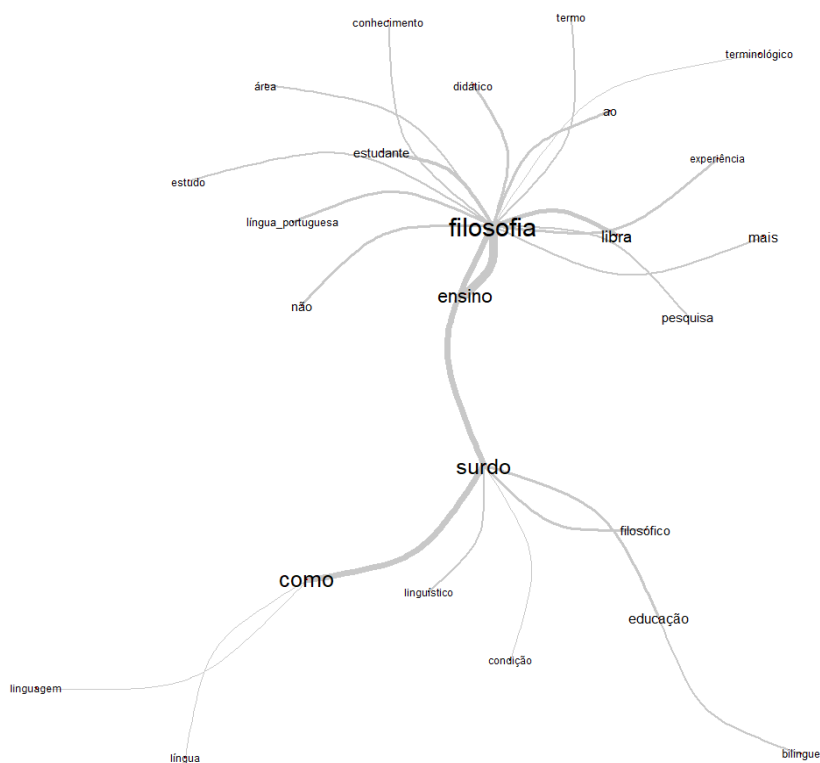 conhecimento
termo
terminológico
área
didático
ao
estudante
experiência
estudo
língua_portuguesa
filosofia
libra
mais
ensino
não
pesquisa
surdo
filosófico
como
linguístico
educação
condição
linguagem
língua
bilíngue